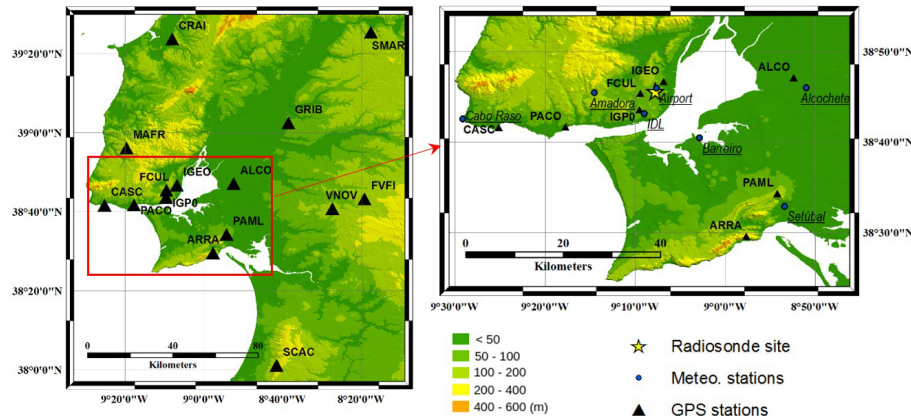 CRAI
SMAR
GRIB
MAFR
FCUL
IGEO
ALCO
CASC
VNOV
FVFI
PACO
IGP0
PAML
ARRA
SCAC
39°20'0"N
39°0'0"N
38°40'0"N
38°20'0"N
38°0'0"N
0 40 80
Kilometers
9°20'0"W 9°0'0"W 8°40'0"W 8°20'0"W
IGEO
ALCO
FCUL
Airport
Alcochete
Amadora
Cabo Raso
PACO
IGP0
IDL
CASC
Barreiro
PAML
Setúbal
ARRA
38°50'0"N
38°40'0"N
38°30'0"N
0 20 40
Kilometers
9°30'0"W 9°20'0"W 9°10'0"W 9°0'0"W 8°50'0"W
< 50
50 - 100
100 - 200
200 - 400
400 - 600 (m)
Radiosonde site
Meteo. stations
GPS stations